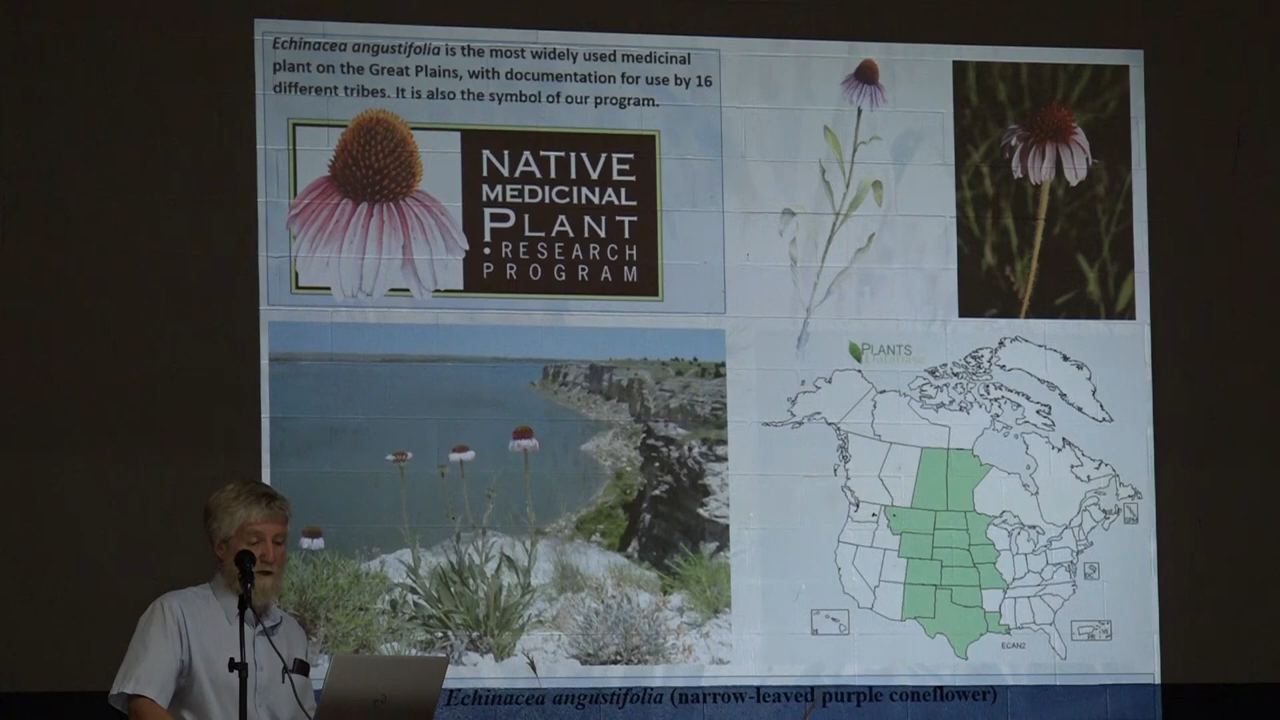 Echinacea angustifolia is the most widely used medicinal
plant on the Great Plains, with documentation for use by 16
different tribes. It is also the symbol of our program.
NATIVE
MEDICINAL
PLANT
• RESEARCH
PROGRAM
PLANTS
Database
ECAN2
Echinacea angustifolia (narrow-leaved purple coneflower)